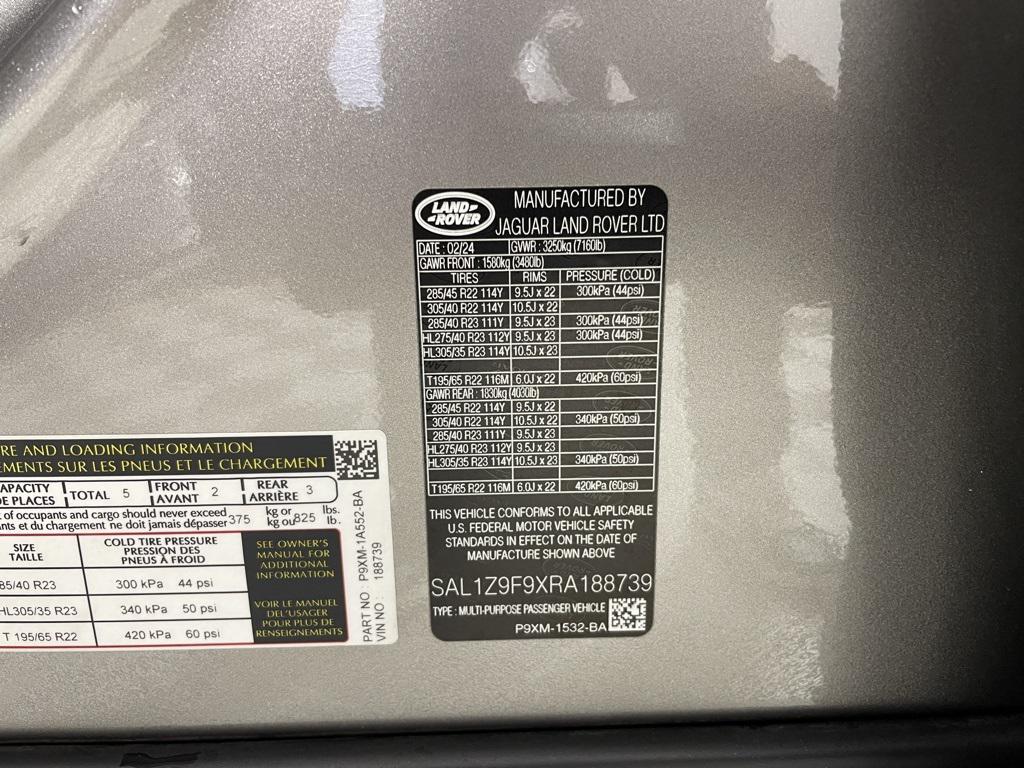 LAND-
-ROVER
MANUFACTURED BY
JAGUAR LAND ROVER LTD
DATE : 02/24 GVWR : 3250kg (7160lb)
GAWR FRONT : 1580kg (3480lb)
TIRES RIMS PRESSURE (COLD)
285/45 R22 114Y 9.5J x 22 300kPa (44psi)
305/40 R22 114Y 10.5J x 22
285/40 R23 111Y 9.5J x 23 300kPa (44psi)
HL275/40 R23 112Y 9.5J x 23 300kPa (44psi)
HL305/35 R23 114Y 10.5J x 23
T195/65 R22 116M 6.0J x 22 420kPa (60psi)
GAWR REAR : 1830kg (4030lb)
285/45 R22 114Y 9.5J x 22
305/40 R22 114Y 10.5J x 22 340kPa (50psi)
285/40 R23 111Y 9.5J x 23
HL275/40 R23 112Y 9.5J x 23
HL305/35 R23 114Y 10.5J x 23 340kPa (50psi)
T195/65 R22 116M 6.0J x 22 420kPa (60psi)
THIS VEHICLE CONFORMS TO ALL APPLICABLE
U.S. FEDERAL MOTOR VEHICLE SAFETY
STANDARDS IN EFFECT ON THE DATE OF
MANUFACTURE SHOWN ABOVE
SAL1Z9F9XRA188739
TYPE : MULTI-PURPOSE PASSENGER VEHICLE
P9XM-1532-BA
RE AND LOADING INFORMATION
EMENTS SUR LES PNEUS ET LE CHARGEMENT
APACITY TOTAL 5 FRONT 2 REAR 3
DE PLACES AVANT ARRIÈRE
of occupants and cargo should never exceed 375 kg or 825 lbs.
nts et du chargement ne doit jamais dépasser kg ou lb.
SIZE
TAILLE
COLD TIRE PRESSURE
PRESSION DES
PNEUS À FROID
85/40 R23 300 kPa 44 psi
HL305/35 R23 340 kPa 50 psi
T 195/65 R22 420 kPa 60 psi
SEE OWNER'S
MANUAL FOR
ADDITIONAL
INFORMATION
VOIR LE MANUEL
DEL'USAGER
POUR PLUS DE
RENSEIGNEMENTS
PART NO : P9XM-1A552-BA
VIN NO : 188739